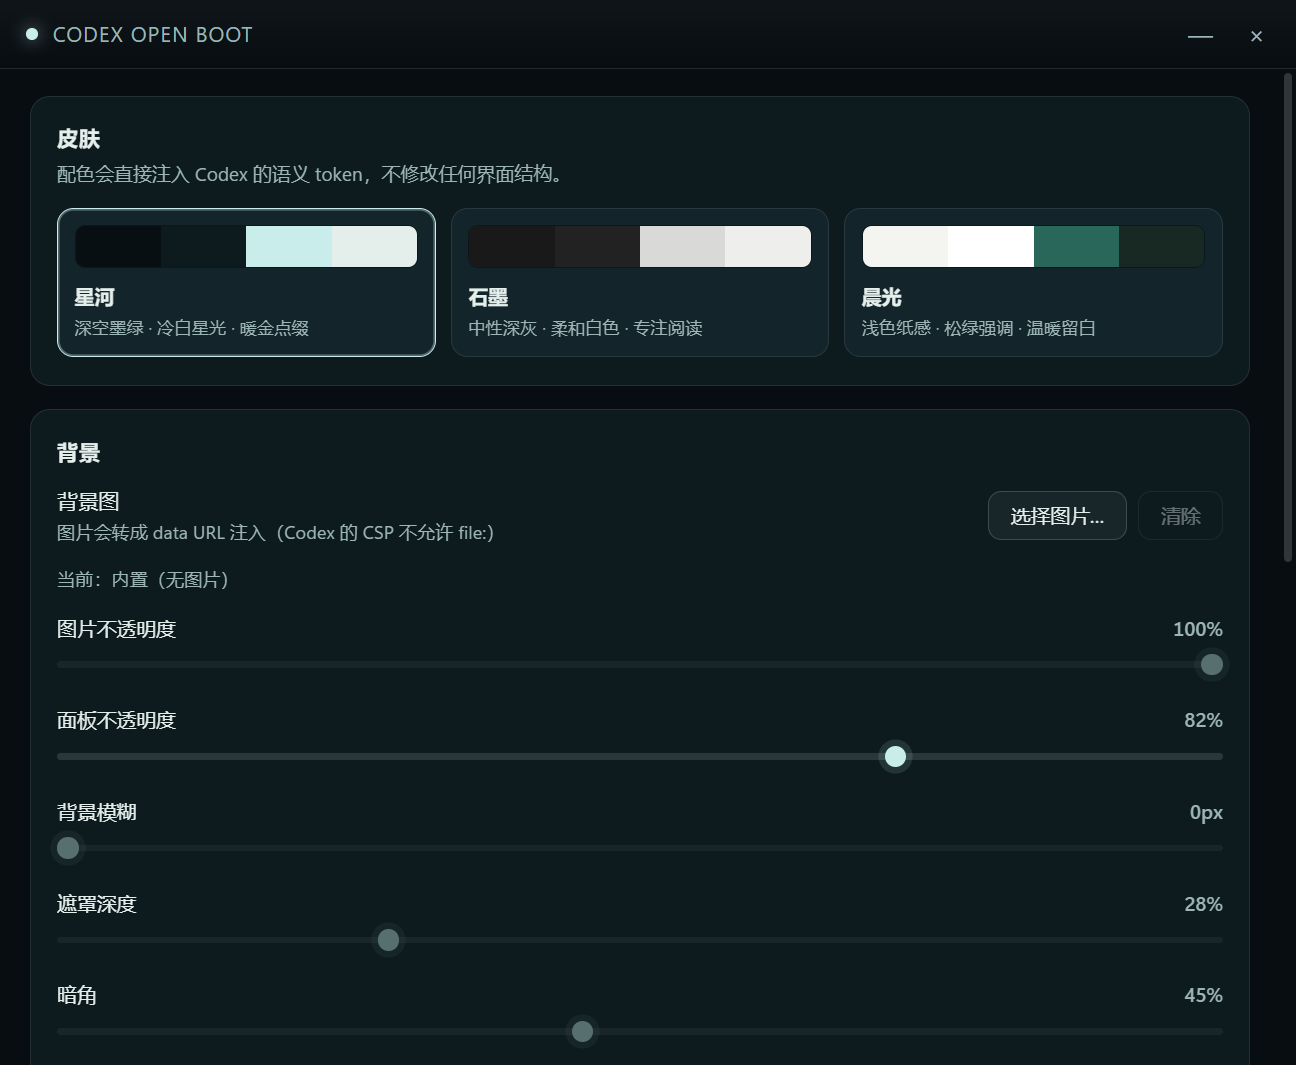 CODEX OPEN BOOT
皮肤
配色会直接注入 Codex 的语义 token，不修改任何界面结构。
星河
深空墨绿 · 冷白星光 · 暖金点缀
石墨
中性深灰 · 柔和白色 · 专注阅读
晨光
浅色纸感 · 松绿强调 · 温暖留白
背景
背景图
图片会转成 data URL 注入（Codex 的 CSP 不允许 file:）
选择图片...
清除
当前：内置（无图片）
图片不透明度
100%
面板不透明度
82%
背景模糊
0px
遮罩深度
28%
暗角
45%